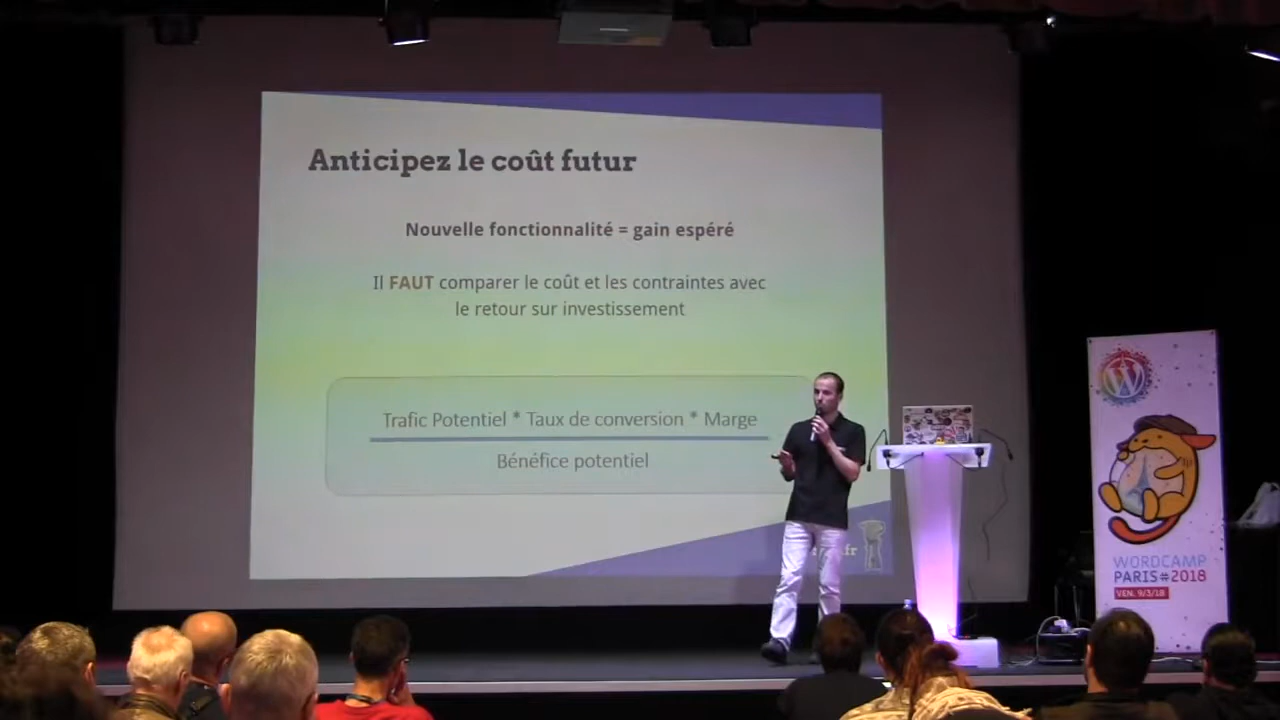 Anticipez le coût futur
Nouvelle fonctionnalité = gain espéré
Il FAUT comparer le coût et les contraintes avec
le retour sur investissement
Trafic Potentiel * Taux de conversion * Marge
Bénéfice potentiel
.fr
WORDCAMP
PARIS#2018
VEN. 9/3/18